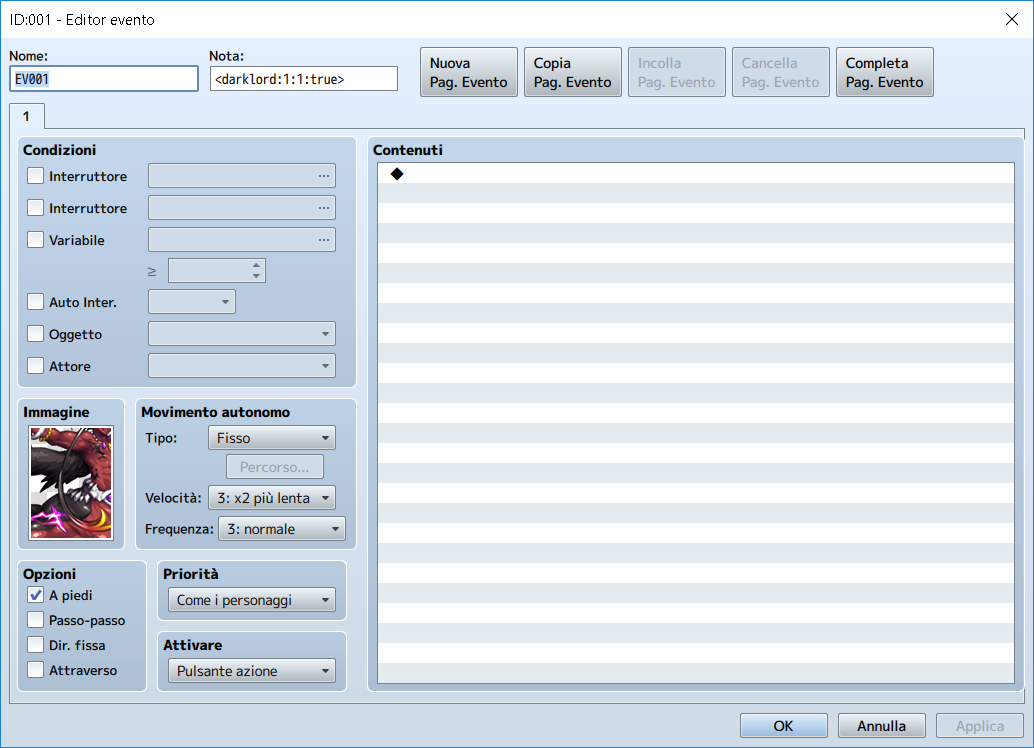 ID:001 - Editor evento
Nome:
Nota:
EV001
<darklord:1:1:true>
Nuova
Pag. Evento
Copia
Pag. Evento
Incolla
Pag. Evento
Cancella
Pag. Evento
Completa
Pag. Evento
1
Condizioni
Interruttore
...
Interruttore
...
Variabile
...
≥
Auto Inter.
Oggetto
Attore
Immagine
Movimento autonomo
Tipo:
Fisso
Percorso...
Velocità:
3: x2 più lenta
Frequenza:
3: normale
Opzioni
A piedi
Passo-passo
Dir. fissa
Attraverso
Priorità
Come i personaggi
Attivare
Pulsante azione
Contenuti
◆
OK
Annulla
Applica